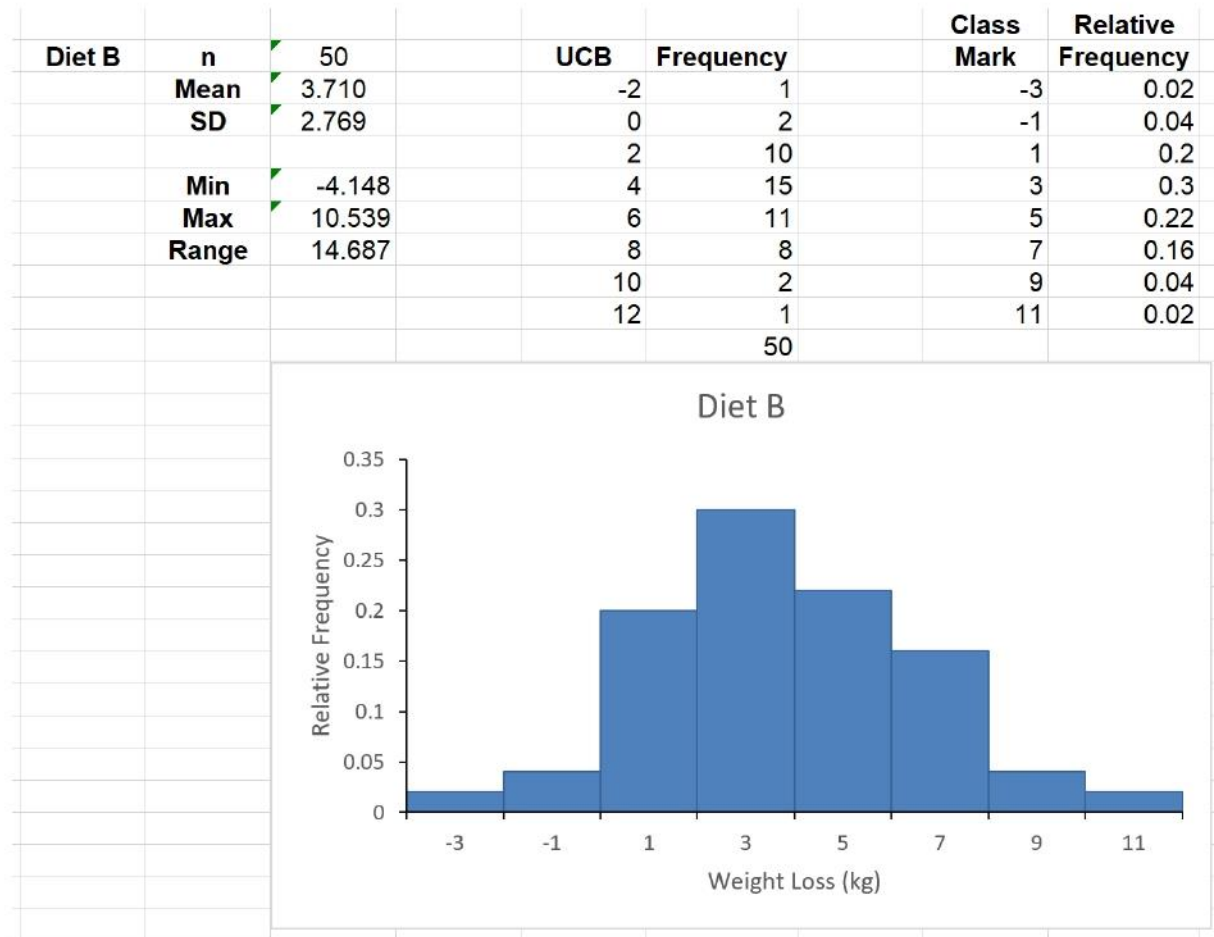 Class Relative
Diet B n 50 UCB Frequency Mark Frequency
Mean 3.710 -2 1 -3 0.02
SD 2.769 0 2 -1 0.04
2 10 1 0.2
Min -4.148 4 15 3 0.3
Max 10.539 6 11 5 0.22
Range 14.687 8 8 7 0.16
10 2 9 0.04
12 1 11 0.02
50
Diet B
0.35
0.3
0.25
0.2
0.15
0.1
0.05
0
Relative Frequency
-3 -1 1 3 5 7 9 11
Weight Loss (kg)